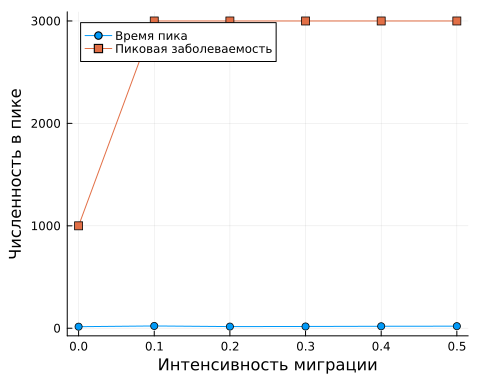 3000
2000
1000
0
Численность в пике
Время пика
Пиковая заболеваемость
0.0 0.1 0.2 0.3 0.4 0.5
Интенсивность миграции